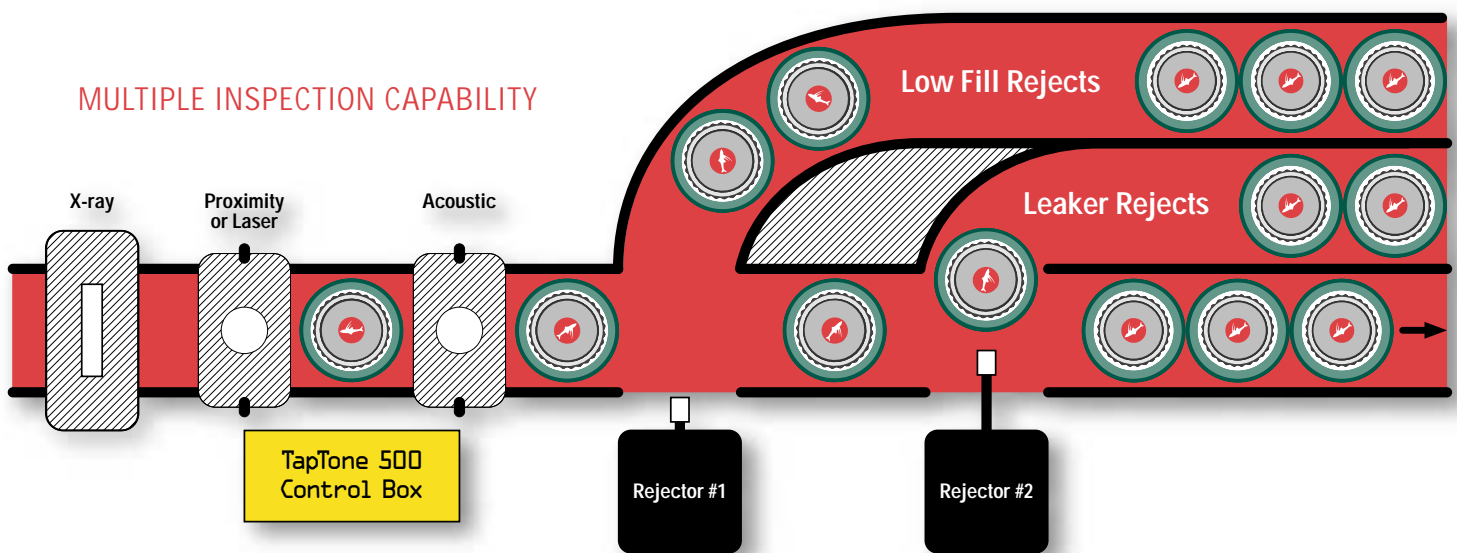 MULTIPLE INSPECTION CAPABILITY
Low Fill Rejects
Leaker Rejects
X-ray
Proximity
or Laser
Acoustic
TapTone 500
Control Box
Rejector #1
Rejector #2